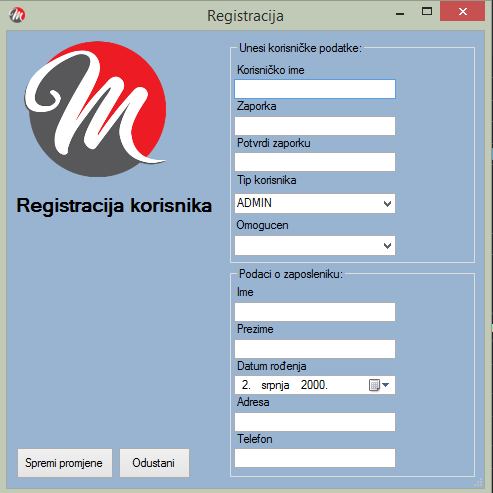 Registracija
M
Registracija korisnika
Unesi korisničke podatke:
Korisničko ime
Zaporka
Potvrdi zaporku
Tip korisnika
ADMIN
Omogucen
Podaci o zaposleniku:
Ime
Prezime
Datum rođenja
2. srpnja 2000.
Adresa
Telefon
Spremi promjene
Odustani